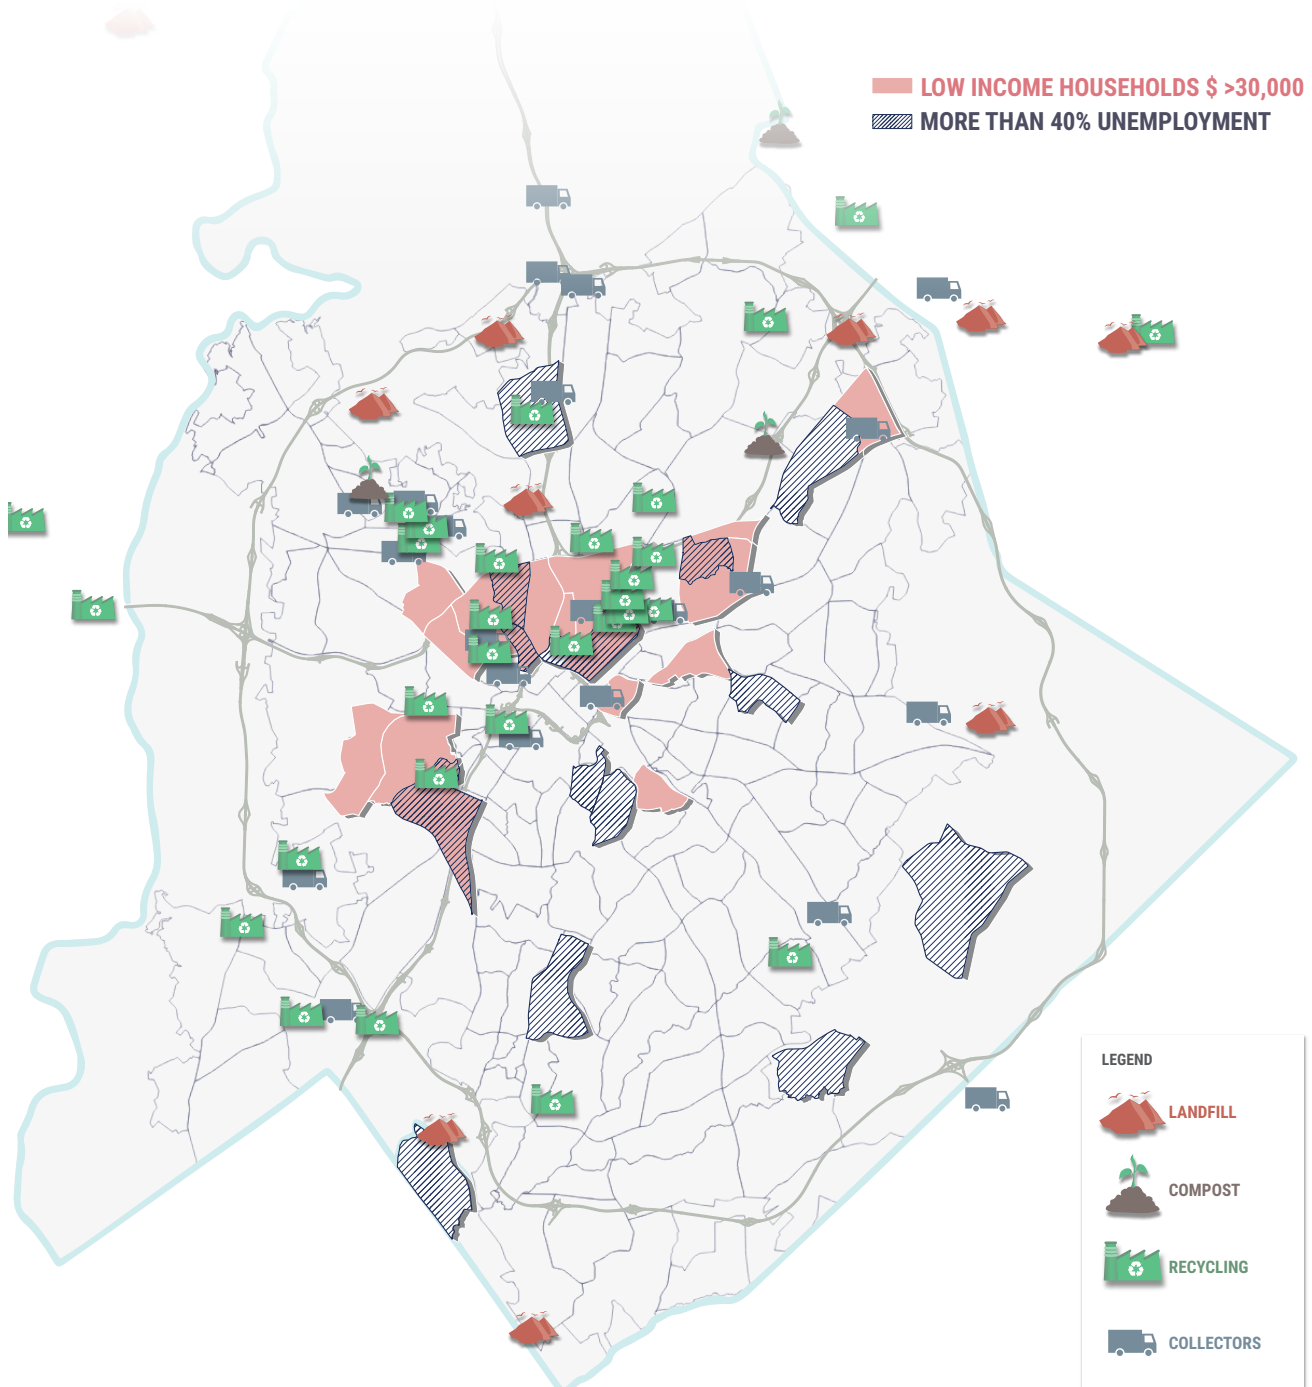 LOW INCOME HOUSEHOLDS $ >30,000
MORE THAN 40% UNEMPLOYMENT
LEGEND
LANDFILL
COMPOST
RECYCLING
COLLECTORS